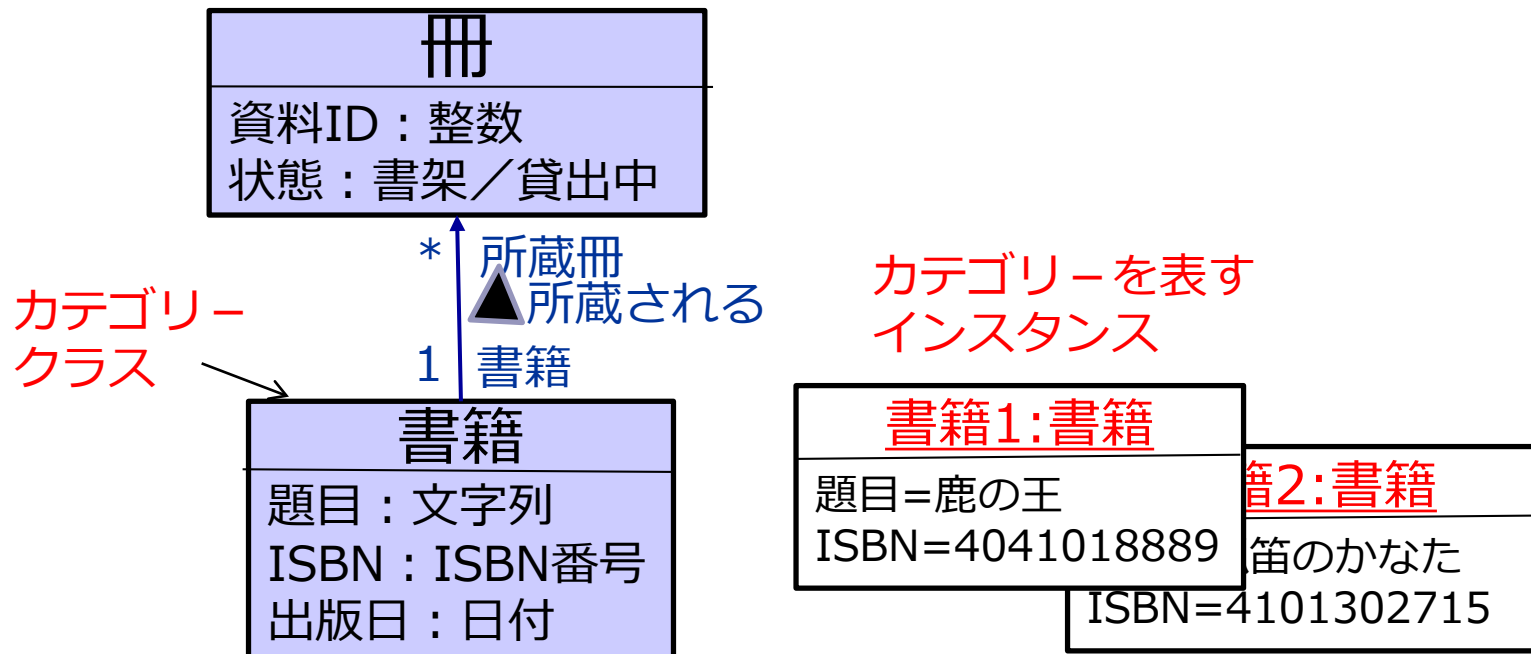 冊
資料ID：整数
状態：書架／貸出中
* 所蔵冊
▲所蔵される
1 書籍
カテゴリー
クラス
書籍
題目：文字列
ISBN：ISBN番号
出版日：日付
カテゴリーを表す
インスタンス
書籍1:書籍
題目=鹿の王
ISBN=4041018889
籍2:書籍
笛のかなた
ISBN=4101302715